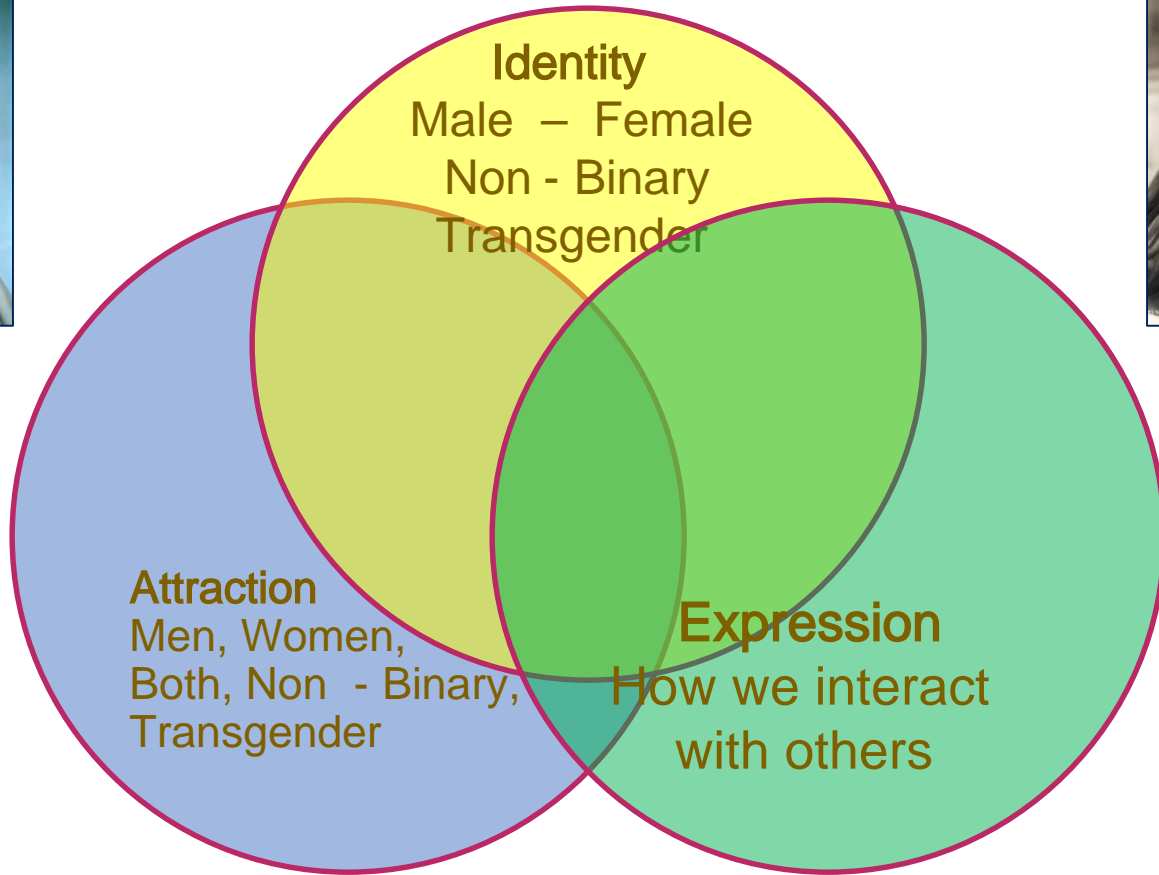 Identity
Male – Female
Non - Binary
Transgender
Attraction
Men, Women,
Both, Non - Binary,
Transgender
Expression
How we interact
with others